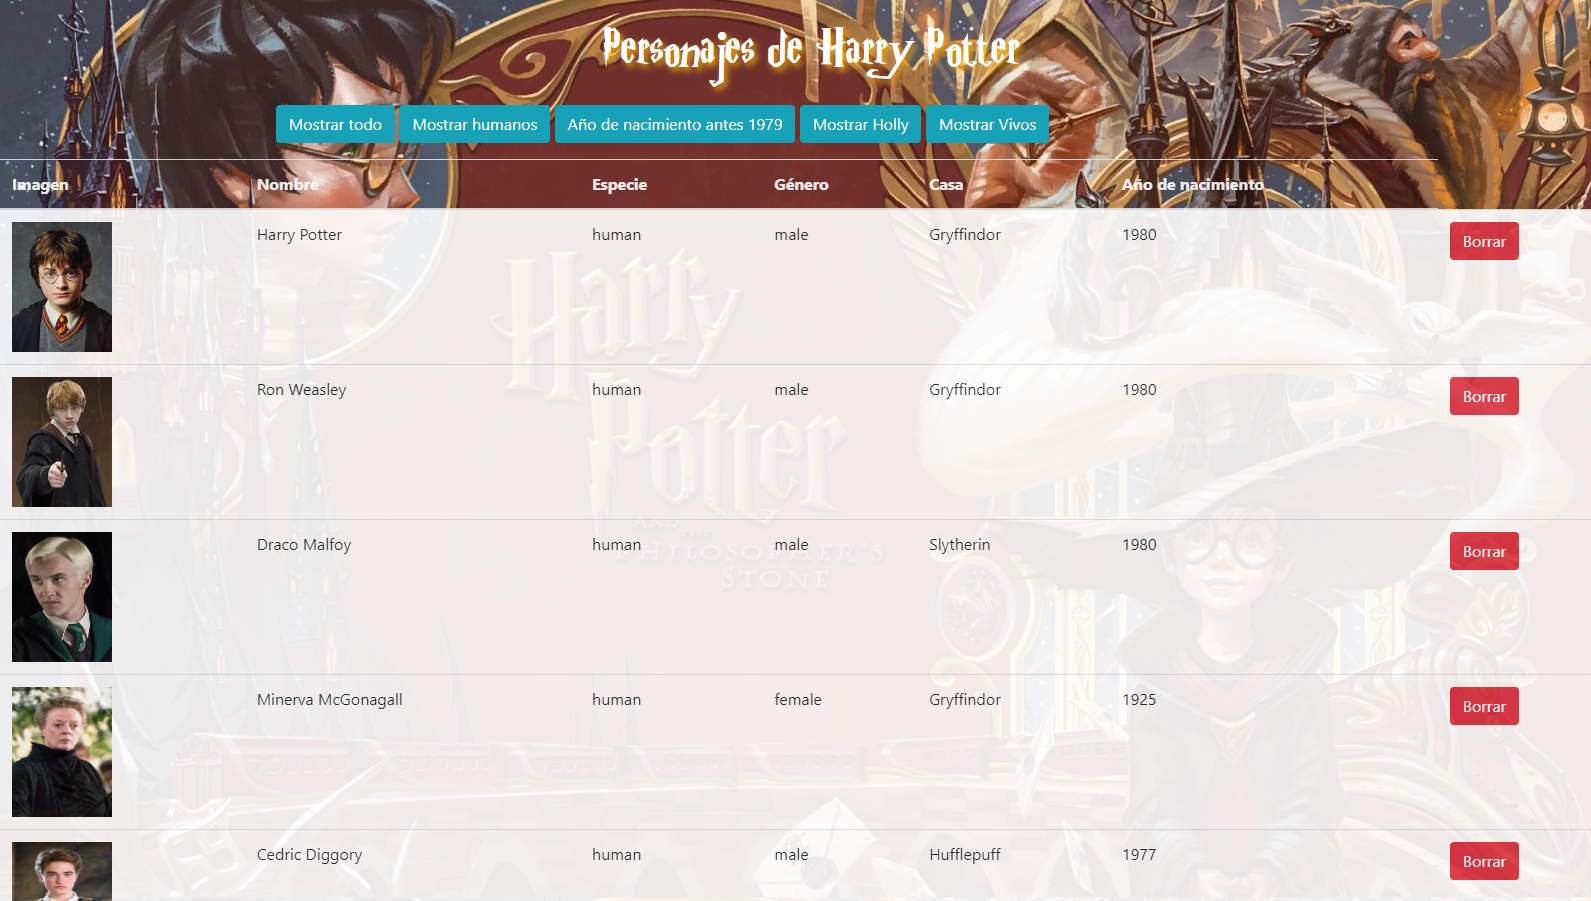 Personajes de Harry Potter
Mostrar todo Mostrar humanos Año de nacimiento antes 1979 Mostrar Holly Mostrar Vivos
Imagen Nombre Especie Género Casa Año de nacimiento
Harry Potter human male Gryffindor 1980 Borrar
Ron Weasley human male Gryffindor 1980 Borrar
Draco Malfoy human male Slytherin 1980 Borrar
Minerva McGonagall human female Gryffindor 1925 Borrar
Cedric Diggory human male Hufflepuff 1977 Borrar
Harry
Potter
AND THE
PHILOSOPHER'S
STONE